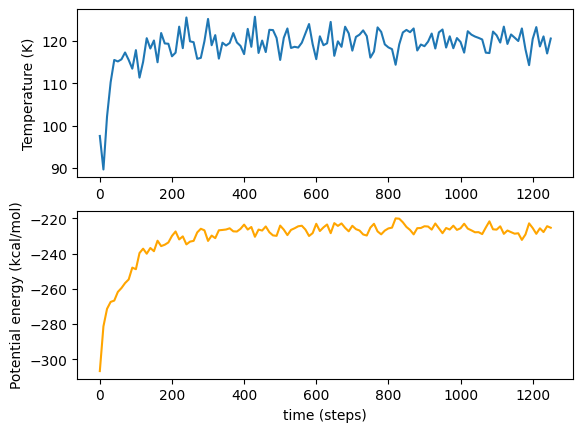 Temperature (K)
120
110
100
90
0 200 400 600 800 1000 1200
Potential energy (kcal/mol)
−220
−240
−260
−280
−300
0 200 400 600 800 1000 1200
time (steps)